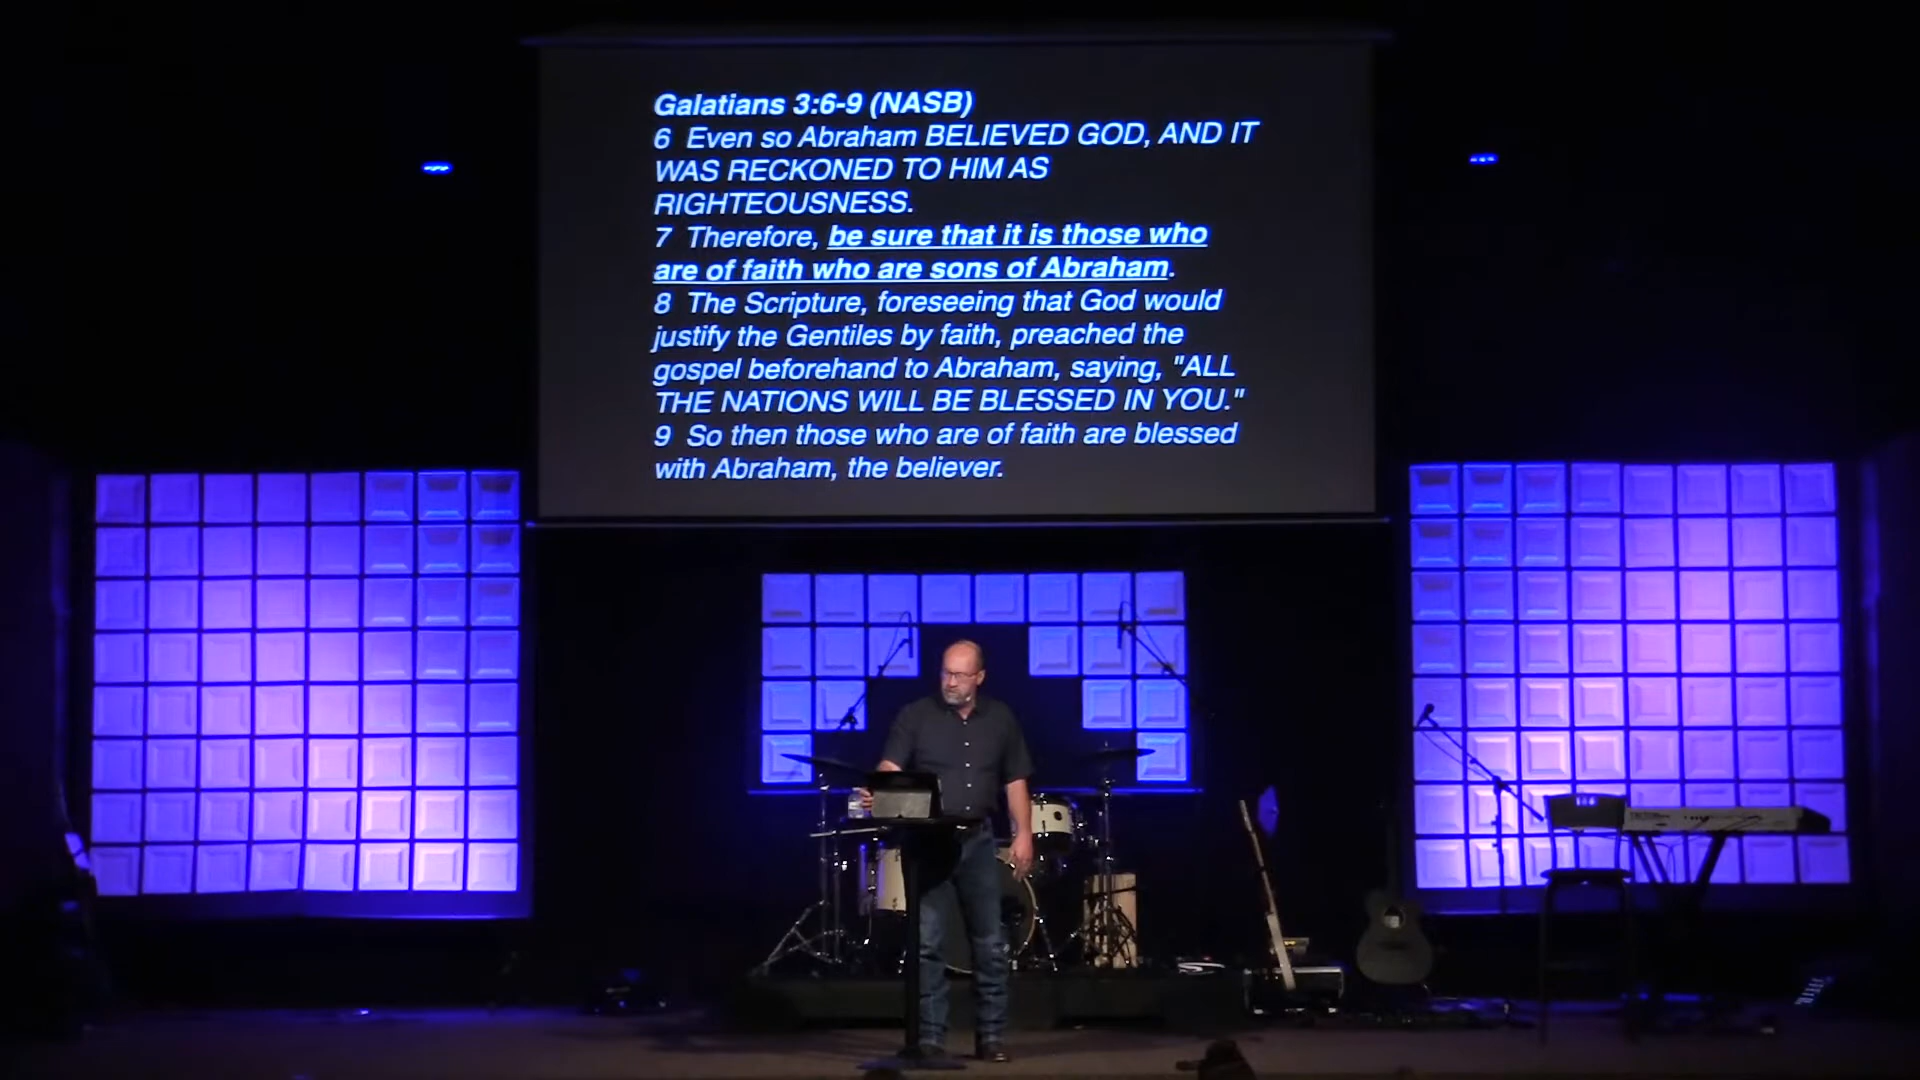 Galatians 3:6-9 (NASB)
6 Even so Abraham BELIEVED GOD, AND IT
WAS RECKONED TO HIM AS
RIGHTEOUSNESS.
7 Therefore, be sure that it is those who
are of faith who are sons of Abraham.
8 The Scripture, foreseeing that God would
justify the Gentiles by faith, preached the
gospel beforehand to Abraham, saying, "ALL
THE NATIONS WILL BE BLESSED IN YOU."
9 So then those who are of faith are blessed
with Abraham, the believer.